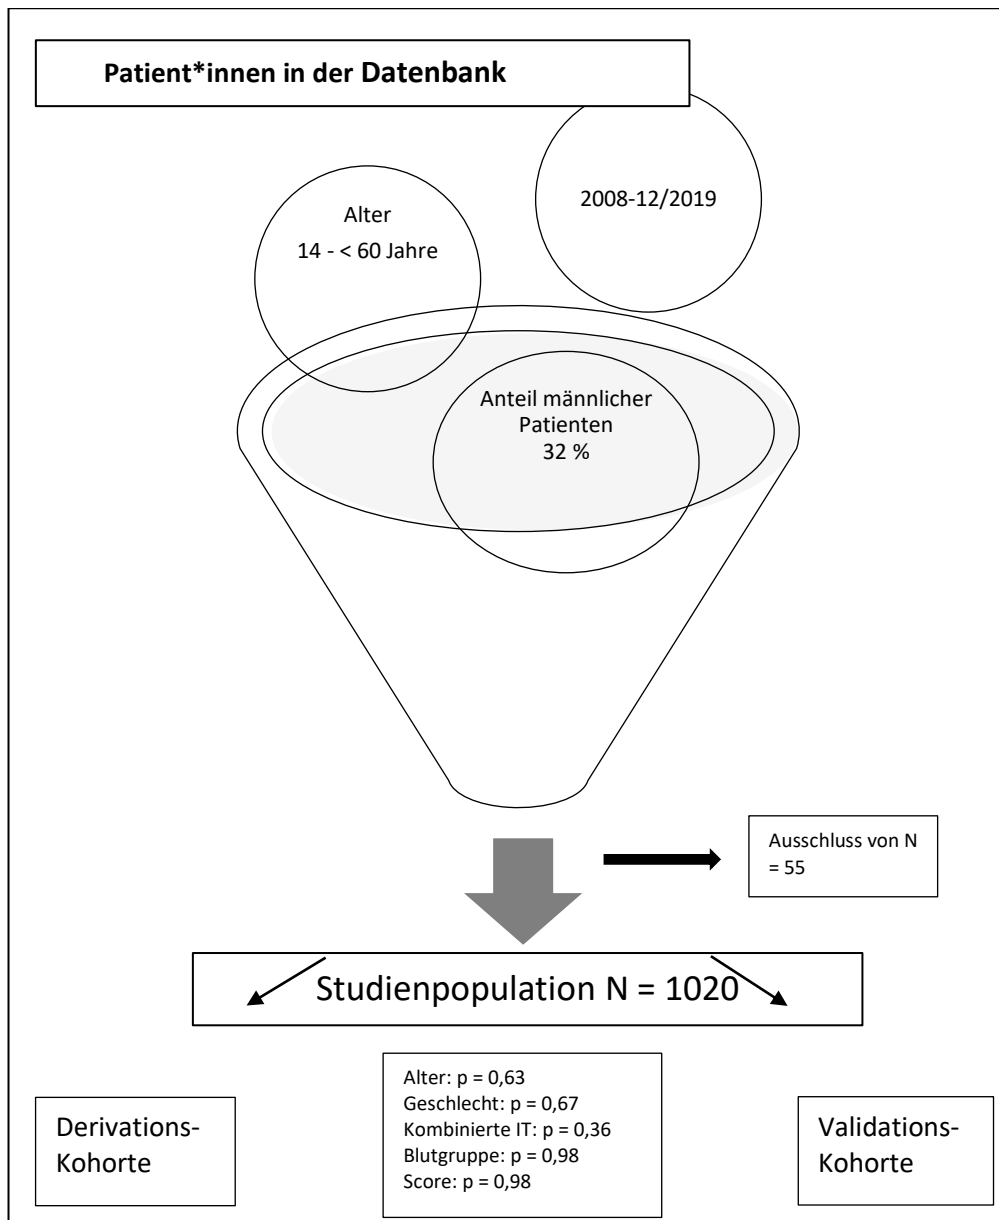 Patient*innen in der Datenbank
2008-12/2019
Alter
14 - < 60 Jahre
Anteil männlicher
Patienten
32 %
Ausschluss von N
= 55
Studienpopulation N = 1020
Alter: p = 0,63
Geschlecht: p = 0,67
Kombinierte IT: p = 0,36
Blutgruppe: p = 0,98
Score: p = 0,98
Derivations-
Kohorte
Validations-
Kohorte